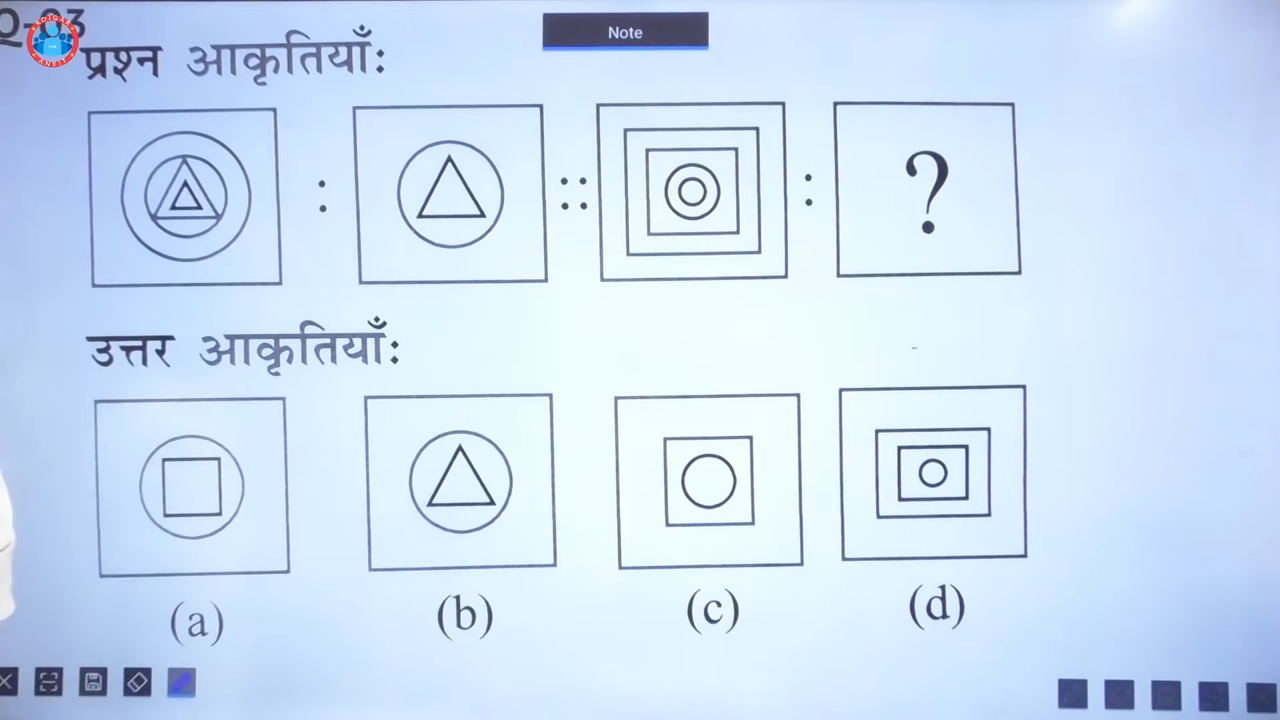 Q-03
Note
प्रश्न आकृतियाँ:
: :: : ?
उत्तर आकृतियाँ:
(a) (b) (c) (d)